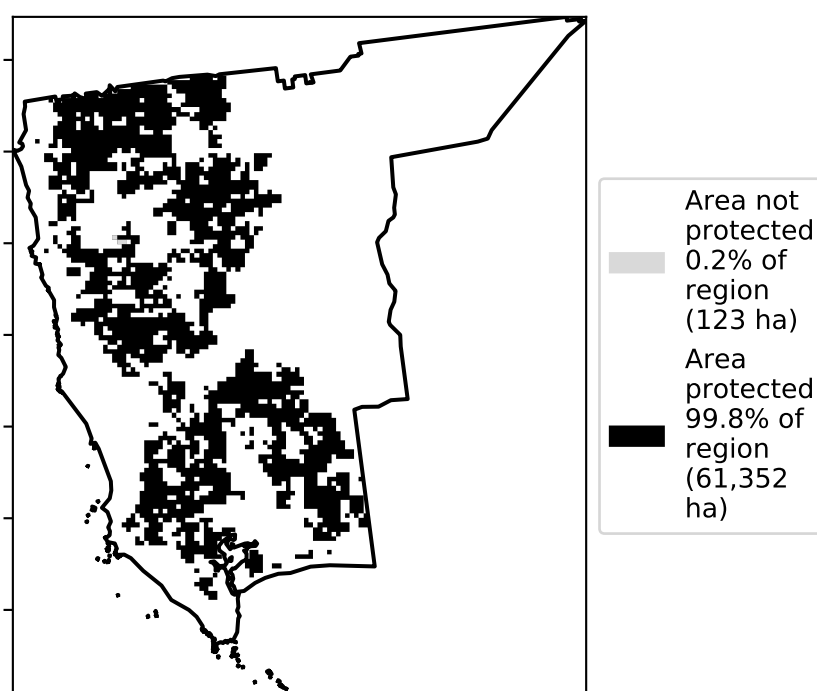 Area not
protected
0.2% of
region
(123 ha)
Area
protected
99.8% of
region
(61,352
ha)